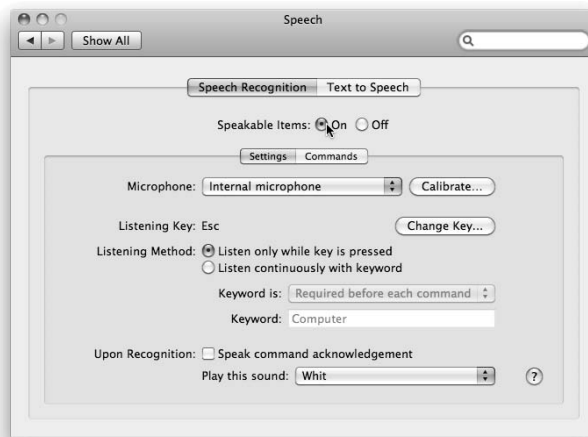 Speech
Show All
Speech Recognition Text to Speech
Speakable Items: On Off
Settings Commands
Microphone: Internal microphone Calibrate...
Listening Key: Esc Change Key...
Listening Method: Listen only while key is pressed
Listen continuously with keyword
Keyword is: Required before each command
Keyword: Computer
Upon Recognition: Speak command acknowledgement
Play this sound: Whit ?